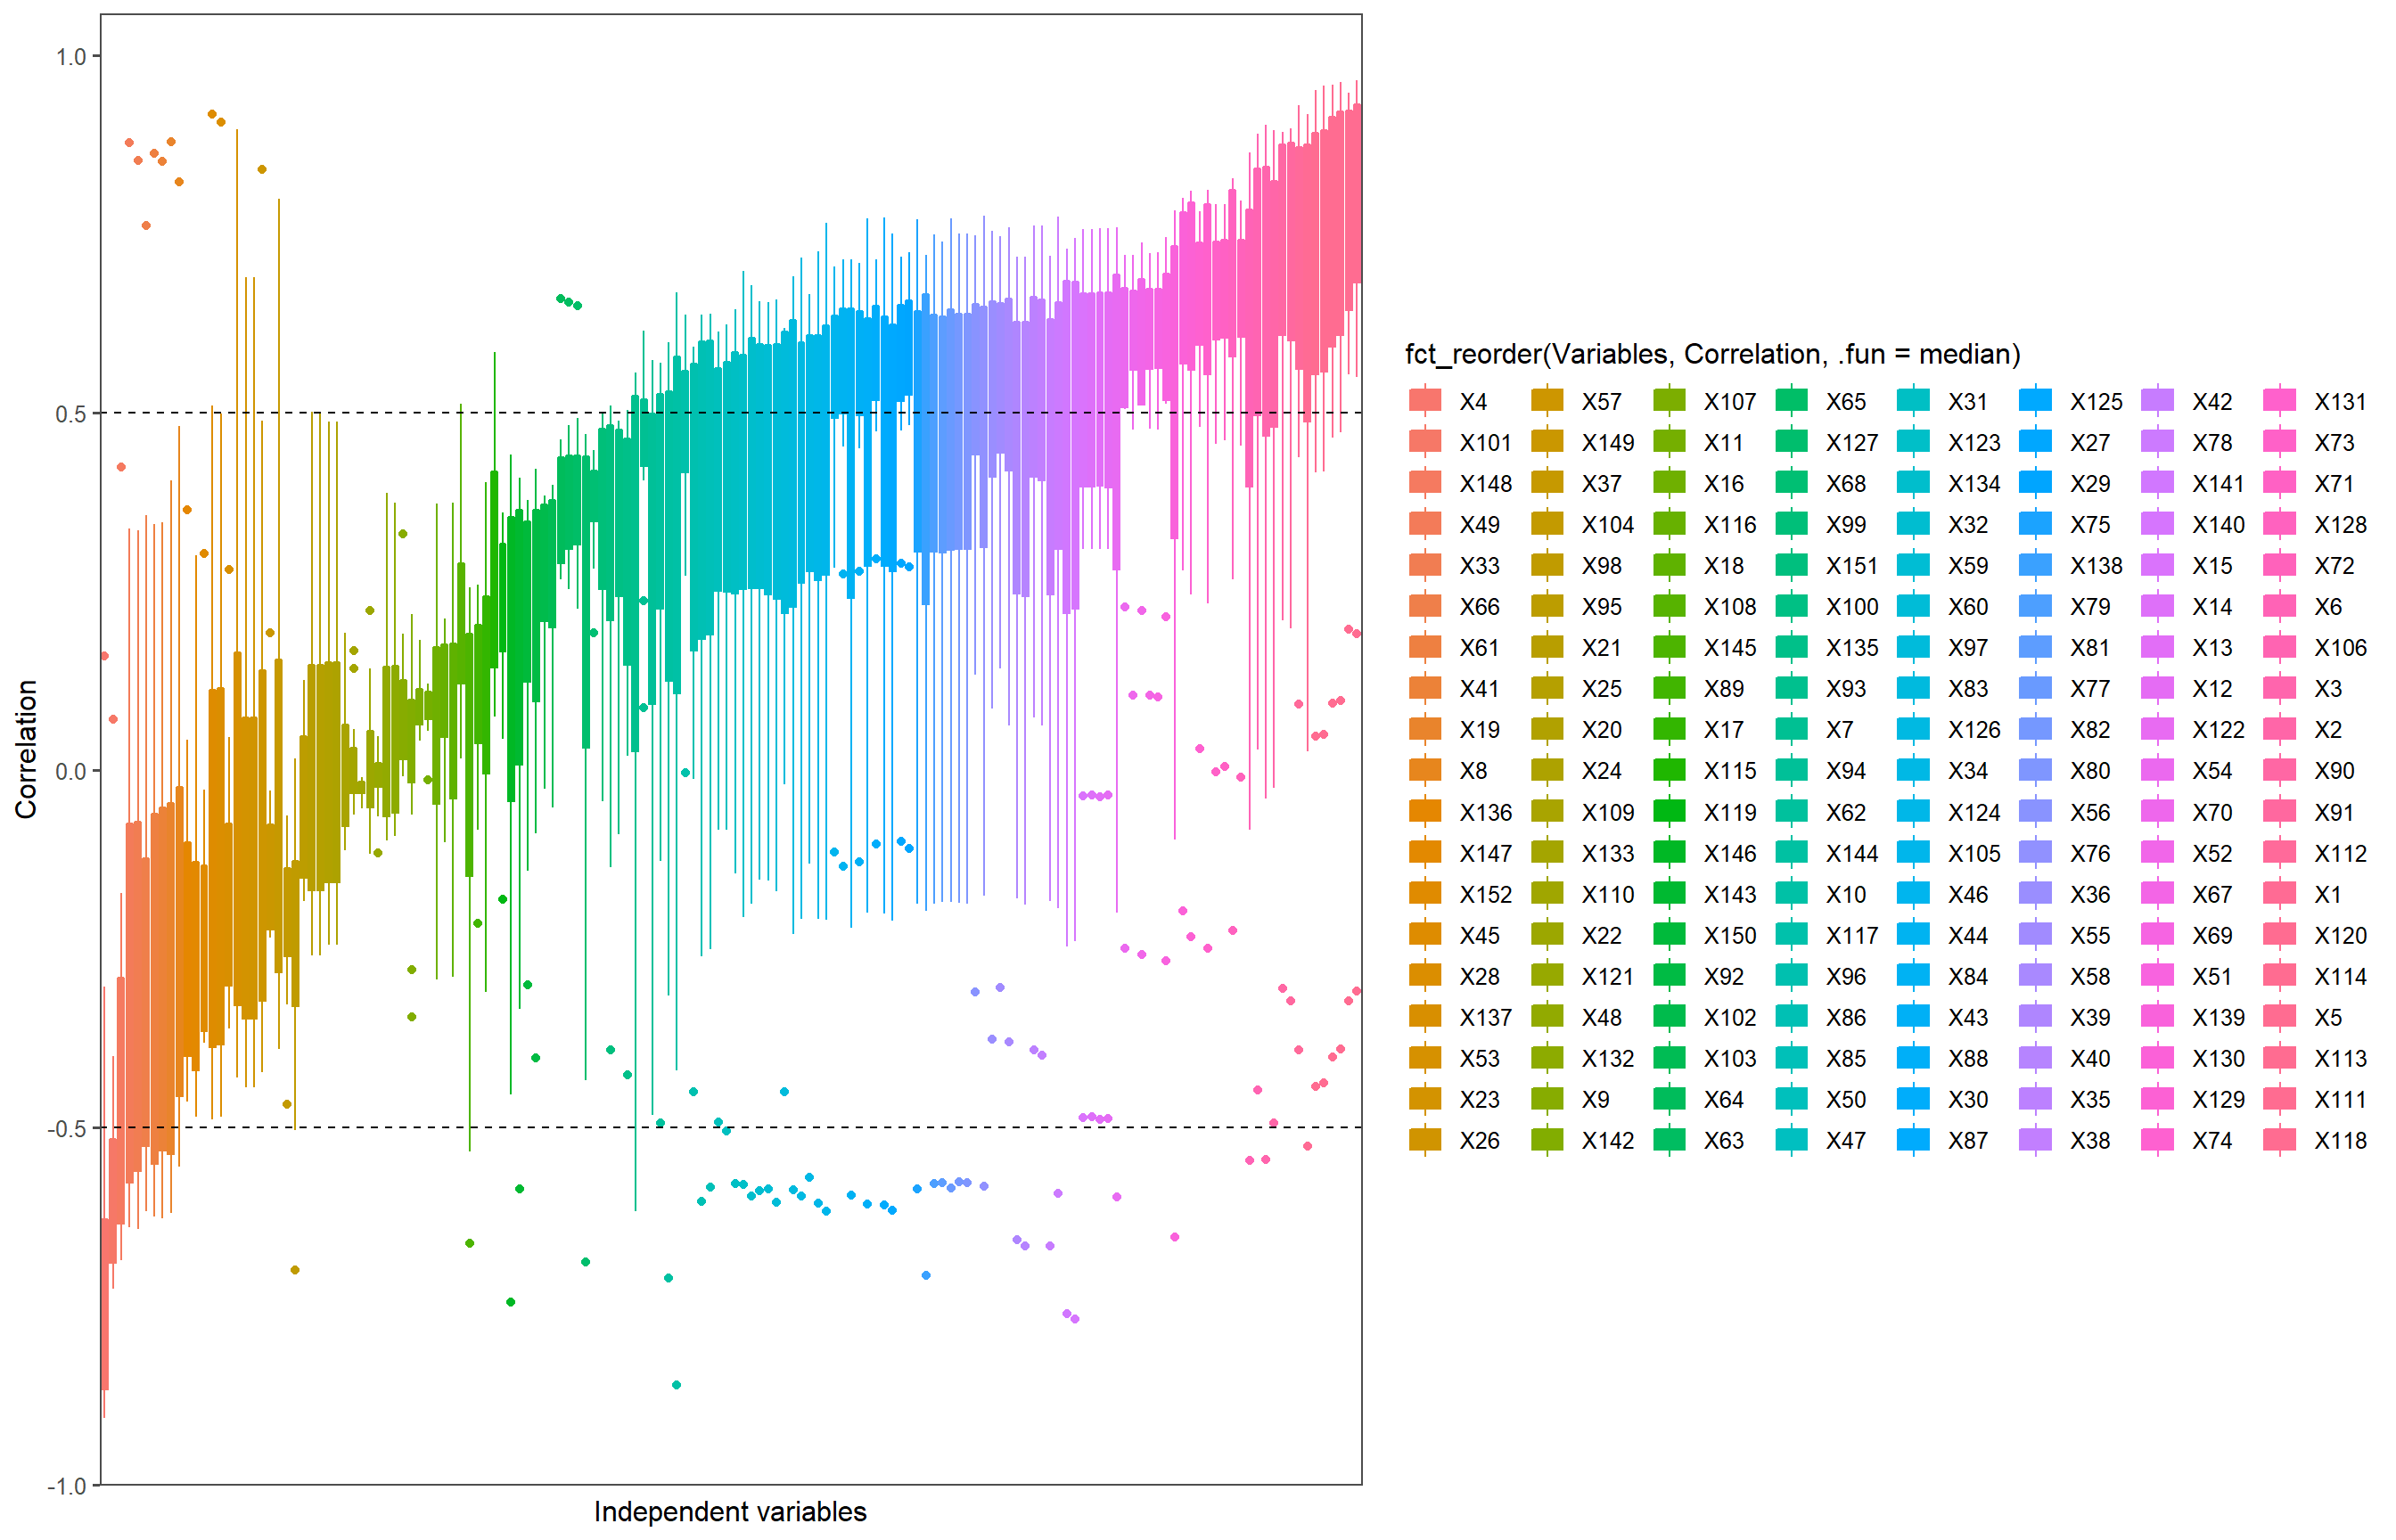 1.0
0.5
0.0
-0.5
-1.0
Correlation
Independent variables
fct_reorder(Variables, Correlation, .fun = median)
X4 X57 X107 X65 X31 X125 X42 X131
X101 X149 X11 X127 X123 X27 X78 X73
X148 X37 X16 X68 X134 X29 X141 X71
X49 X104 X116 X99 X32 X75 X140 X128
X33 X98 X18 X151 X59 X138 X15 X72
X66 X95 X108 X100 X60 X79 X14 X6
X61 X21 X145 X135 X97 X81 X13 X106
X41 X25 X89 X93 X83 X77 X12 X3
X19 X20 X17 X7 X126 X82 X122 X2
X8 X24 X115 X94 X34 X80 X54 X90
X136 X109 X119 X62 X124 X56 X70 X91
X147 X133 X146 X144 X105 X76 X52 X112
X152 X110 X143 X10 X46 X36 X67 X1
X45 X22 X150 X117 X44 X55 X69 X120
X28 X121 X92 X96 X84 X58 X51 X114
X137 X48 X102 X86 X43 X39 X139 X5
X53 X132 X103 X85 X88 X40 X130 X113
X23 X9 X64 X50 X30 X35 X129 X111
X26 X142 X63 X47 X87 X38 X74 X118